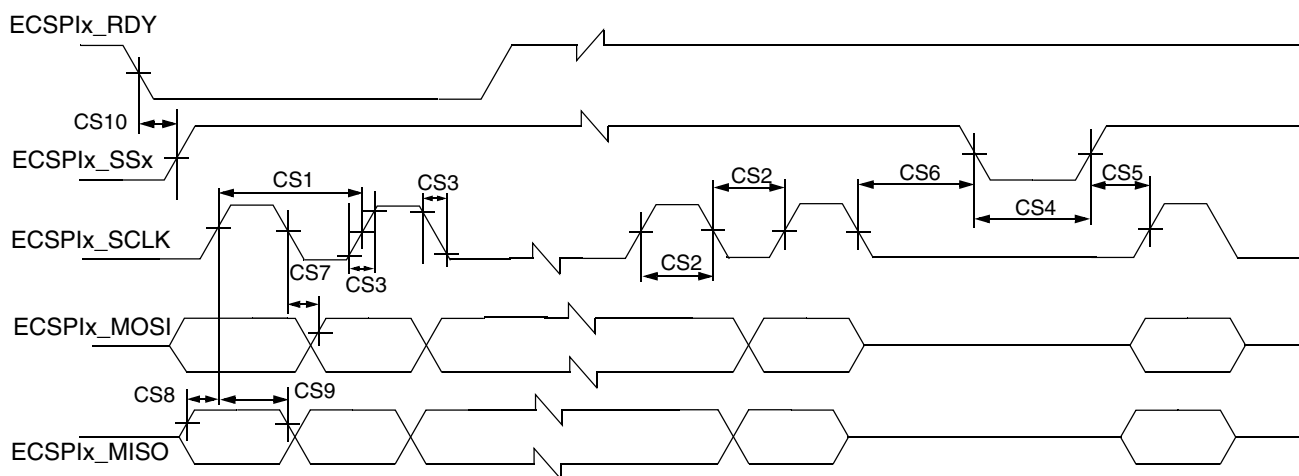 ECSPIx_RDY
CS10
ECSPIx_SSx
CS1
CS3
CS2
CS6
CS5
CS4
ECSPIx_SCLK
CS7
CS3
CS2
ECSPIx_MOSI
CS8
CS9
ECSPIx_MISO